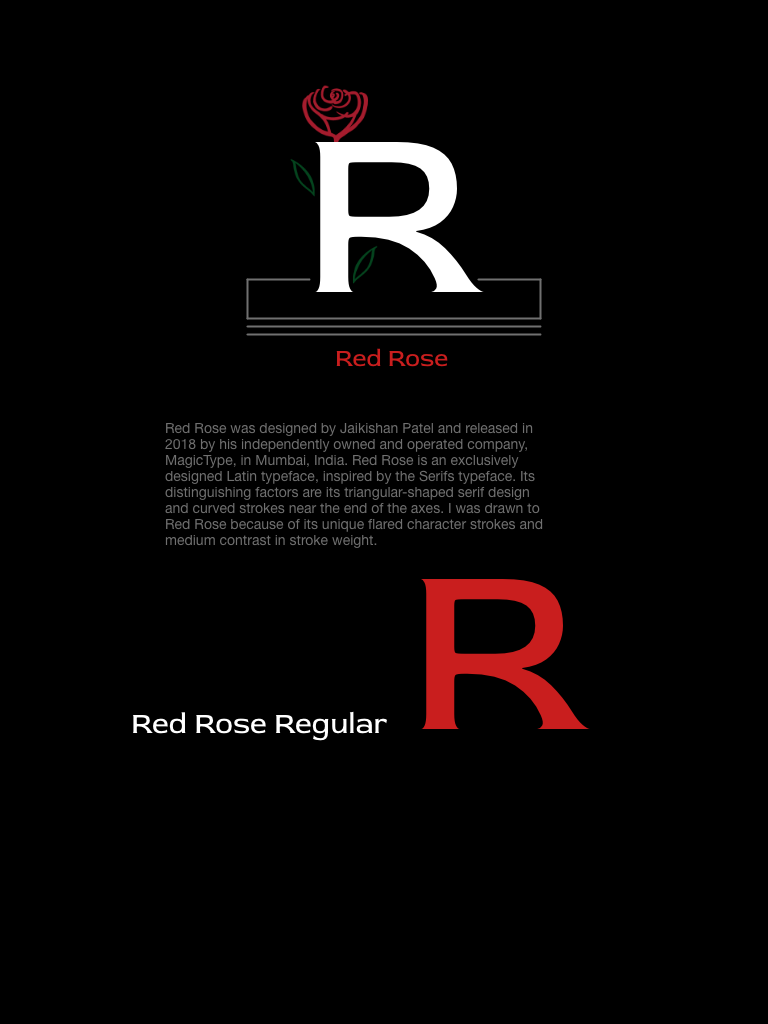 R
Red Rose
Red Rose was designed by Jaikishan Patel and released in
2018 by his independently owned and operated company,
MagicType, in Mumbai, India. Red Rose is an exclusively
designed Latin typeface, inspired by the Serifs typeface. Its
distinguishing factors are its triangular-shaped serif design
and curved strokes near the end of the axes. I was drawn to
Red Rose because of its unique flared character strokes and
medium contrast in stroke weight.
R
Red Rose Regular